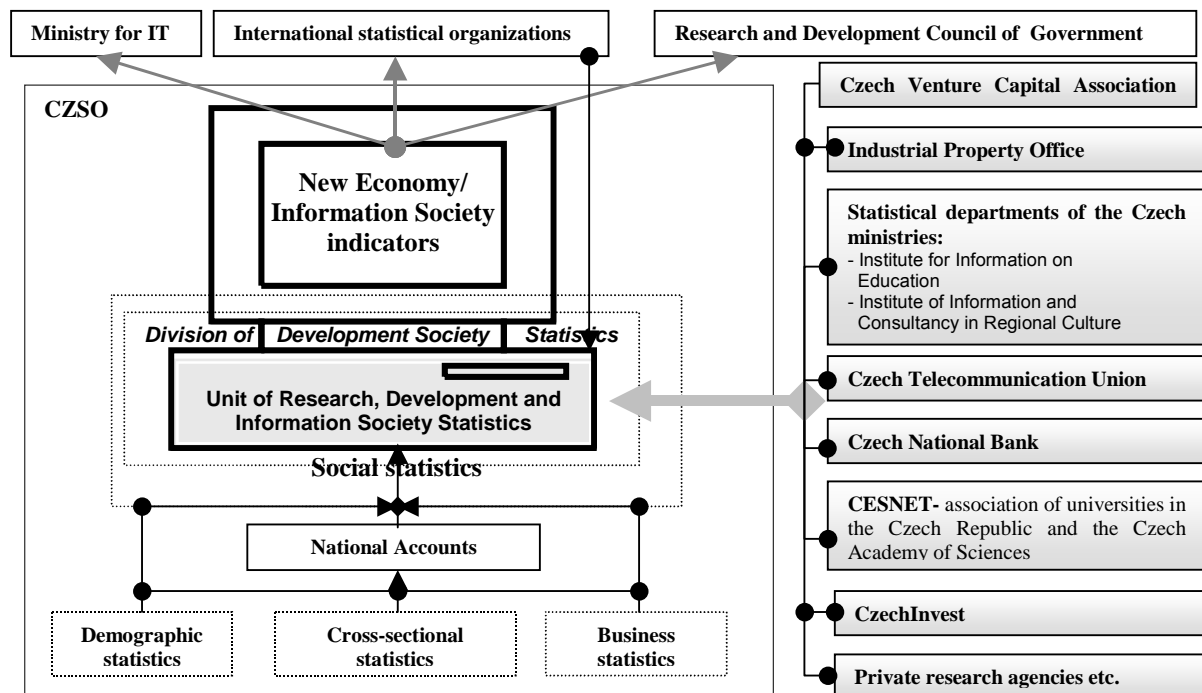 Ministry for IT
International statistical organizations
Research and Development Council of Government
CZSO
New Economy/
Information Society
indicators
Division of Development Society Statistics
Unit of Research, Development and
Information Society Statistics
Social statistics
National Accounts
Demographic
statistics
Cross-sectional
statistics
Business
statistics
Czech Venture Capital Association
Industrial Property Office
Statistical departments of the Czech
ministries:
- Institute for Information on
Education
- Institute of Information and
Consultancy in Regional Culture
Czech Telecommunication Union
Czech National Bank
CESNET- association of universities in
the Czech Republic and the Czech
Academy of Sciences
CzechInvest
Private research agencies etc.